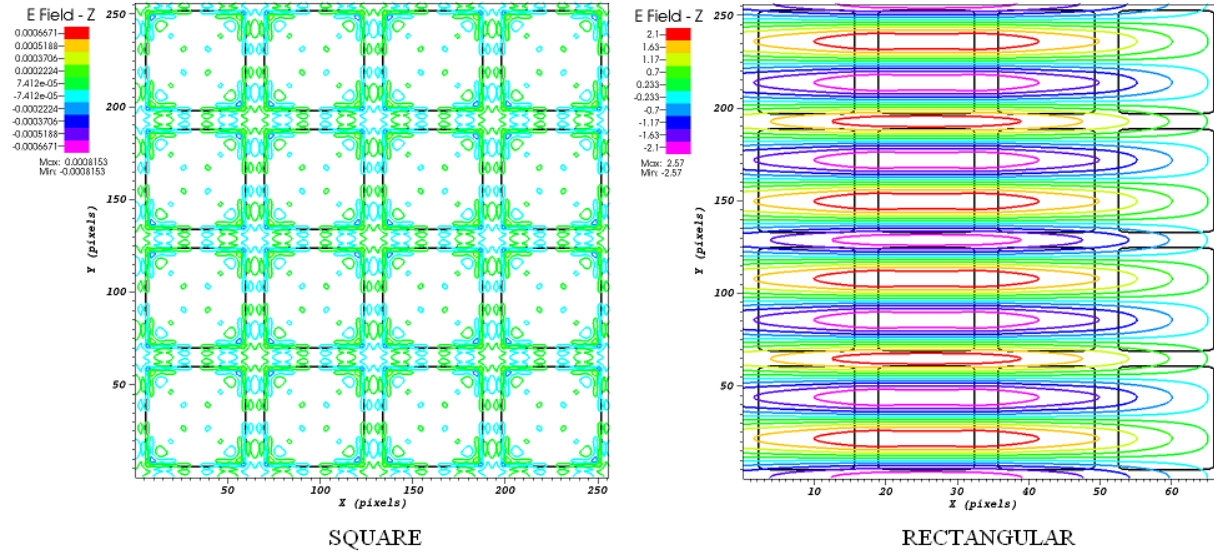 E Field - Z
0.0006671
0.0005188
0.0003706
0.0002224
7.412e-05
-7.412e-05
-0.0002224
-0.0003706
-0.0005188
-0.0006671
Max: 0.0008153
Min: -0.0008153
250
200
150
100
50
Y (pixels)
50
100
150
200
250
X (pixels)
SQUARE
E Field - Z
2.1
1.63
1.17
0.7
0.233
-0.233
-0.7
-1.17
-1.63
-2.1
Max: 2.57
Min: -2.57
250
200
150
100
50
Y (pixels)
10
20
30
40
50
60
X (pixels)
RECTANGULAR